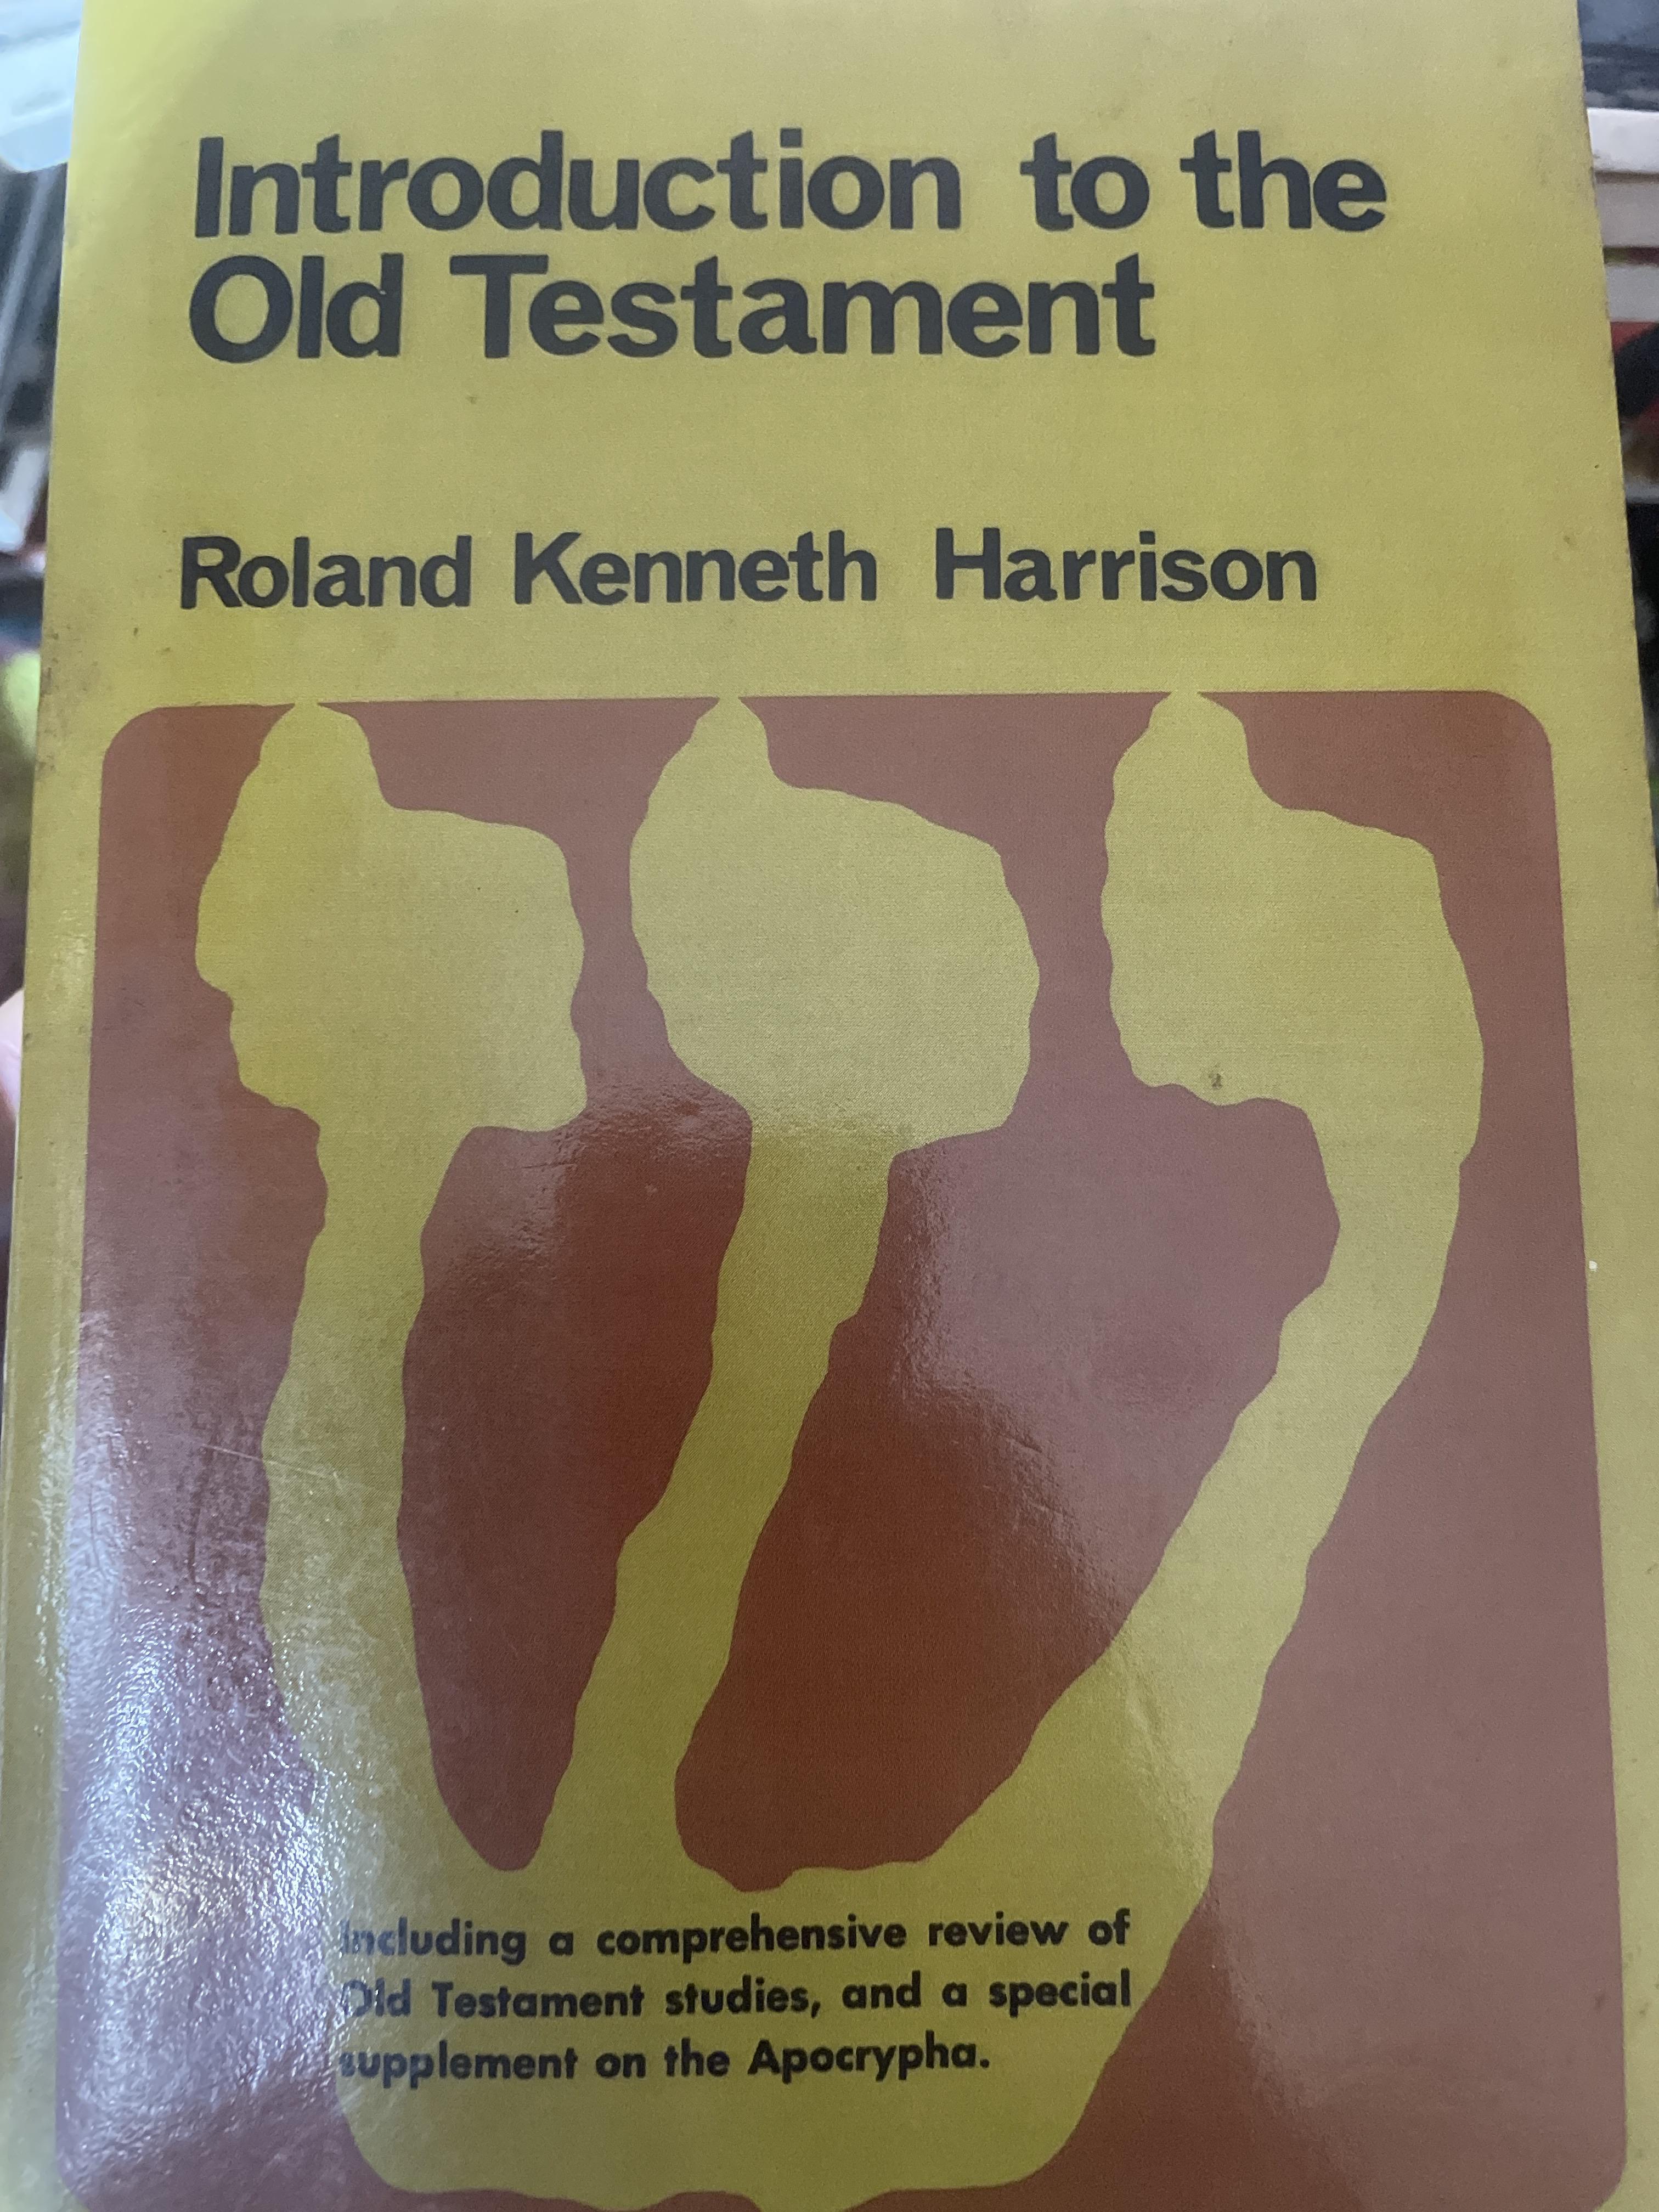 Introduction to the
Old Testament
Roland Kenneth Harrison
ש
Including a comprehensive review of
Old Testament studies, and a special
supplement on the Apocrypha.